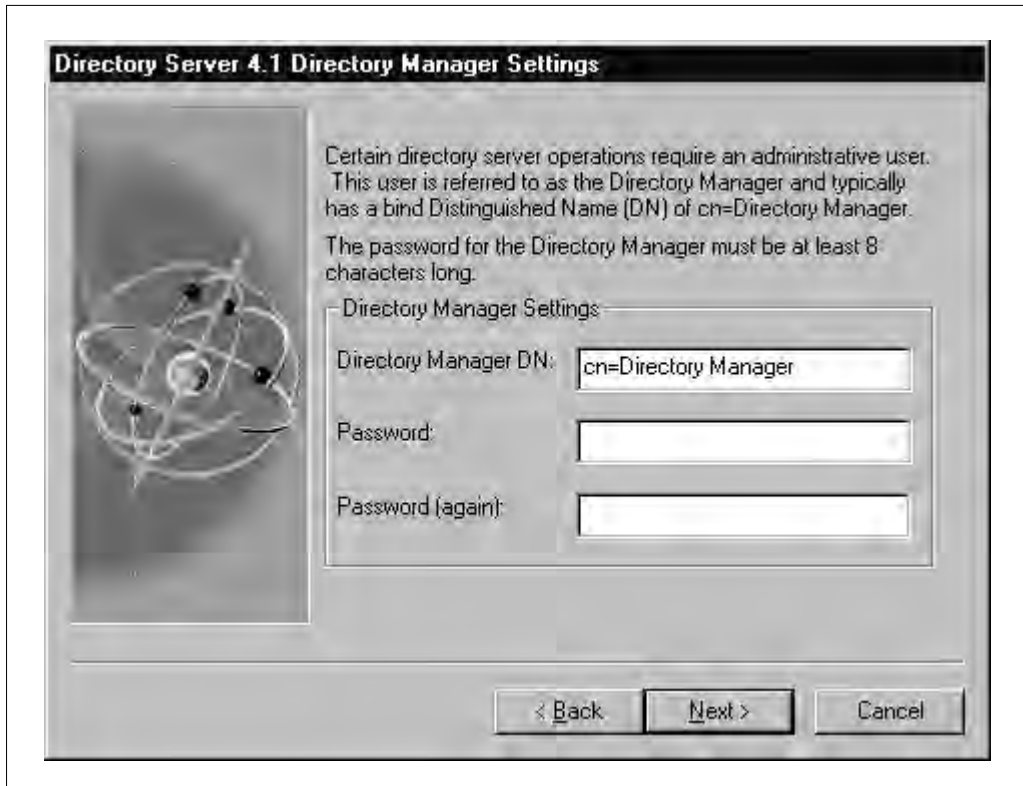 Directory Server 4.1 Directory Manager Settings
Certain directory server operations require an administrative user.
This user is referred to as the Directory Manager and typically
has a bind Distinguished Name (DN) of cn=Directory Manager.
The password for the Directory Manager must be at least 8
characters long.
Directory Manager Settings
Directory Manager DN:
cn=Directory Manager
Password:
Password (again):
< Back
Next >
Cancel